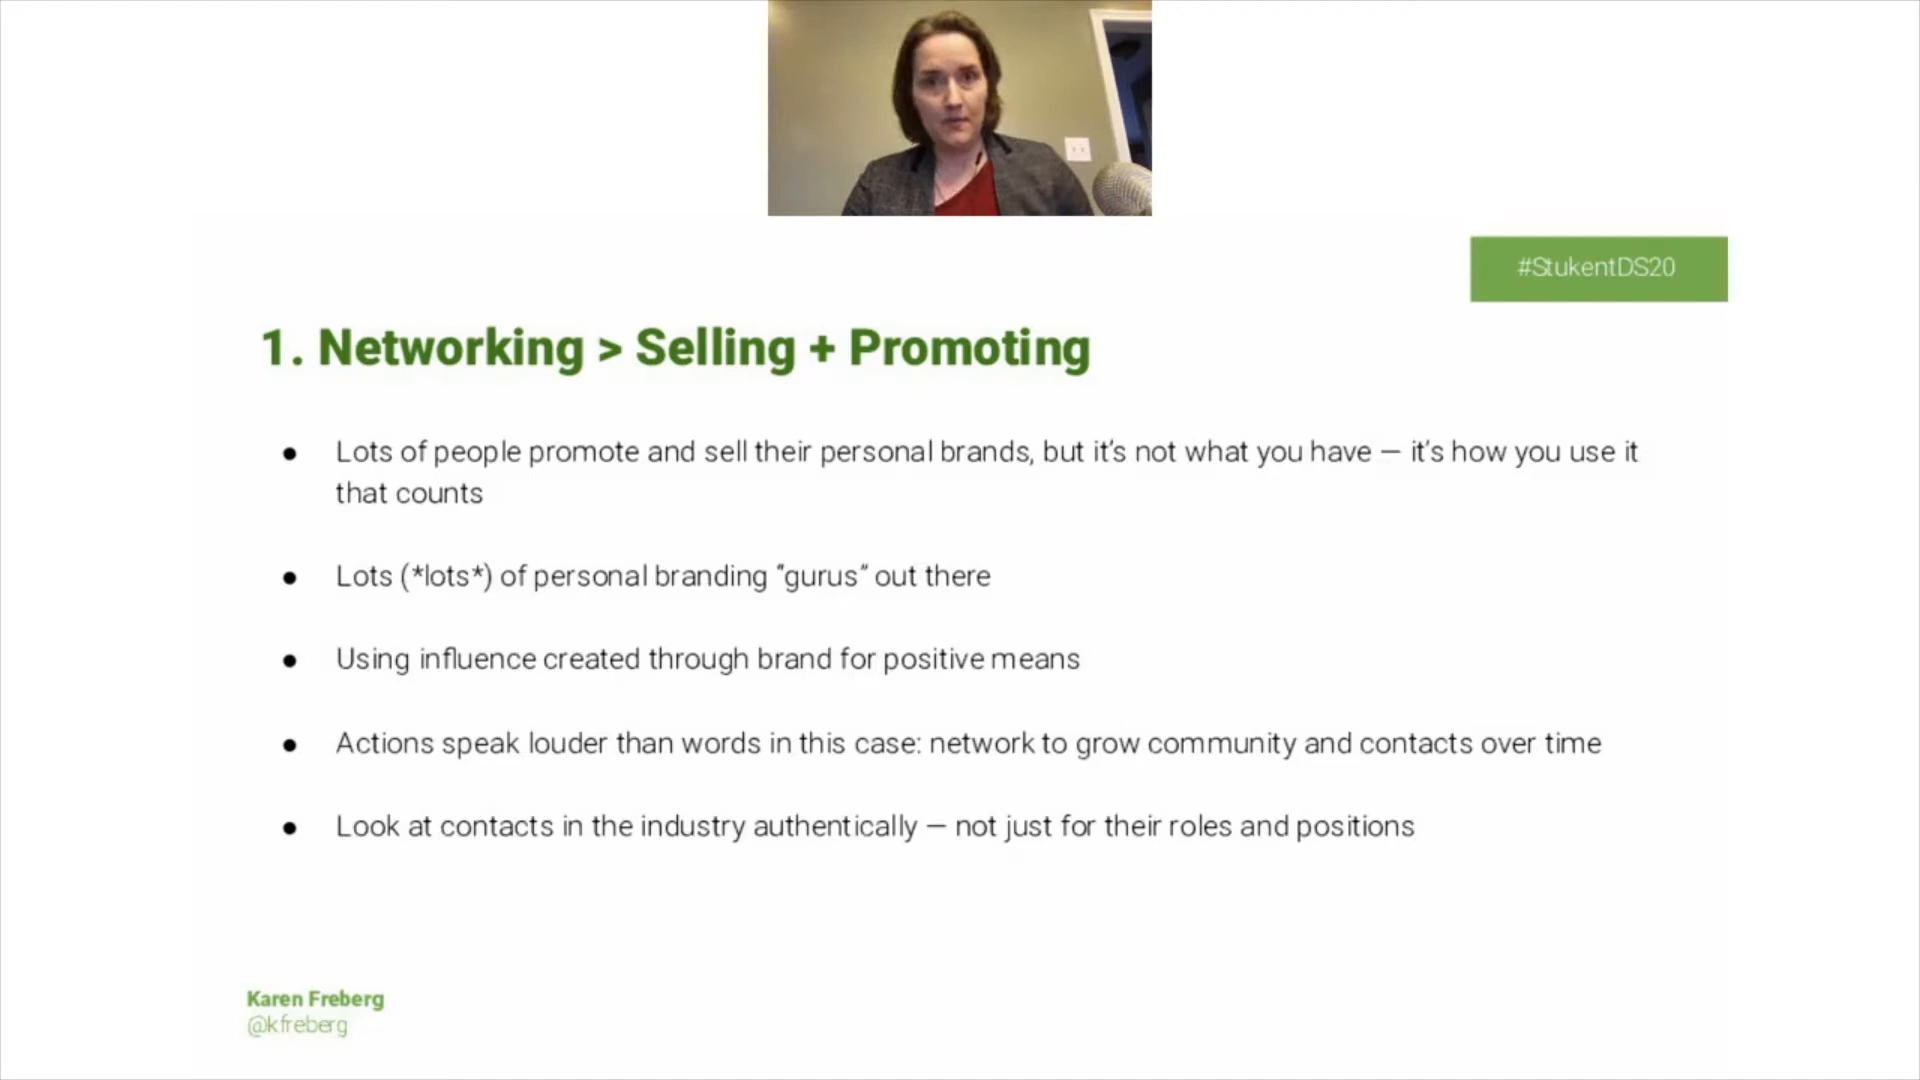 #StukentDS20
1. Networking > Selling + Promoting
● Lots of people promote and sell their personal brands, but it's not what you have — it's how you use it
that counts
● Lots (*lots*) of personal branding “gurus” out there
● Using influence created through brand for positive means
● Actions speak louder than words in this case: network to grow community and contacts over time
● Look at contacts in the industry authentically — not just for their roles and positions
Karen Freberg
@kfreberg